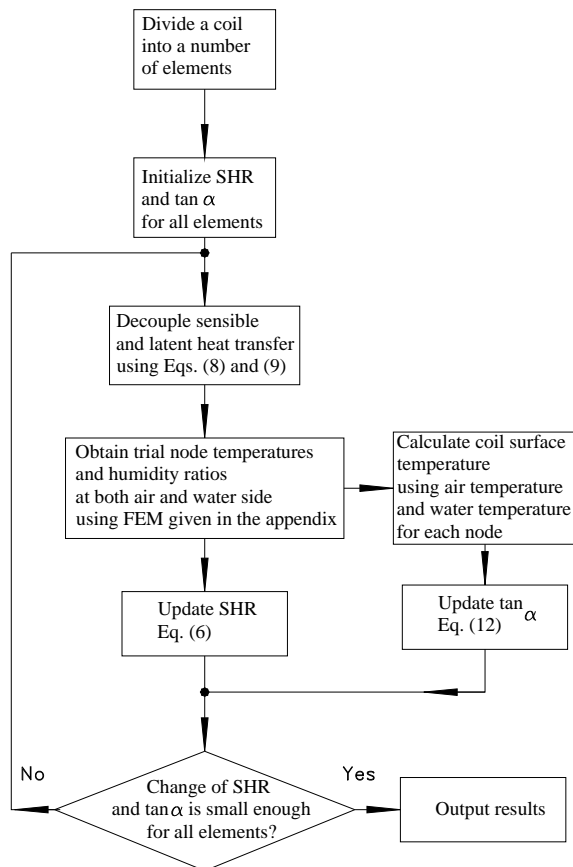 Divide a coil
into a number
of elements
Initialize SHR
and tan α
for all elements
Decouple sensible
and latent heat transfer
using Eqs. (8) and (9)
Obtain trial node temperatures
and humidity ratios
at both air and water side
using FEM given in the appendix
Calculate coil surface
temperature
using air temperature
and water temperature
for each node
Update SHR
Eq. (6)
Update tan α
Eq. (12)
No
Change of SHR
and tan α is small enough
for all elements?
Yes
Output results